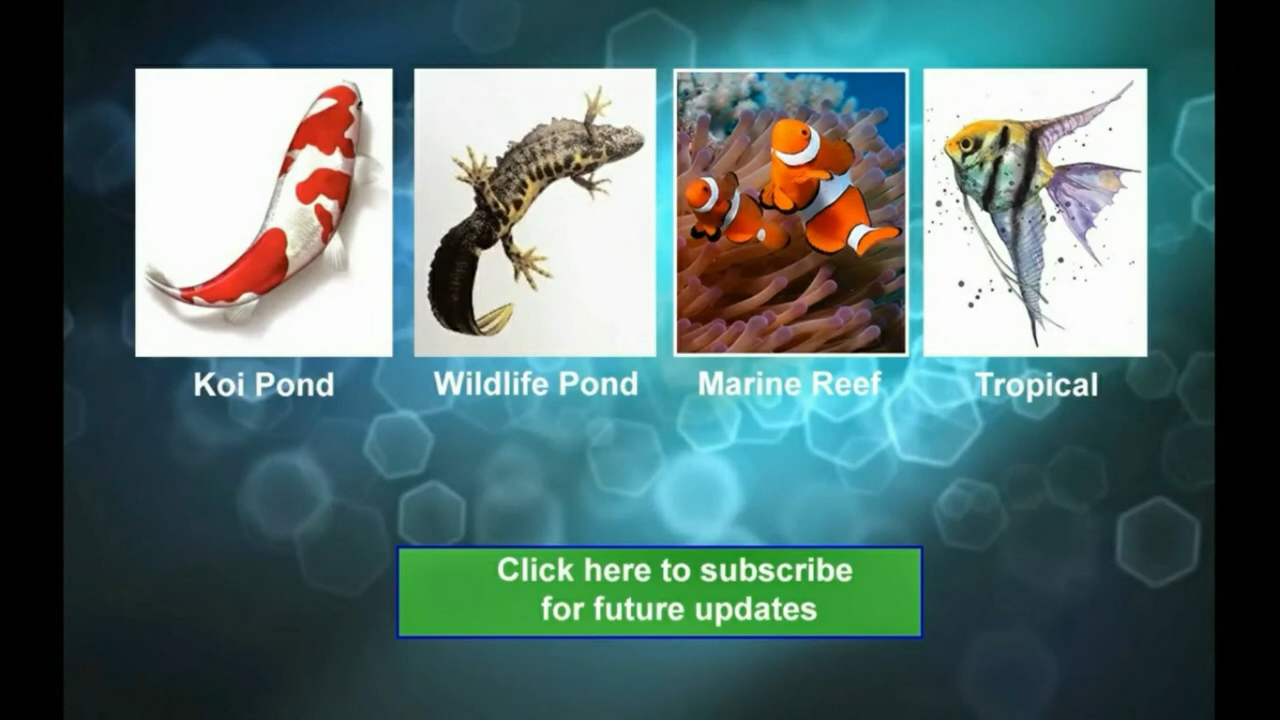 Koi Pond
Wildlife Pond
Marine Reef
Tropical
Click here to subscribe
for future updates